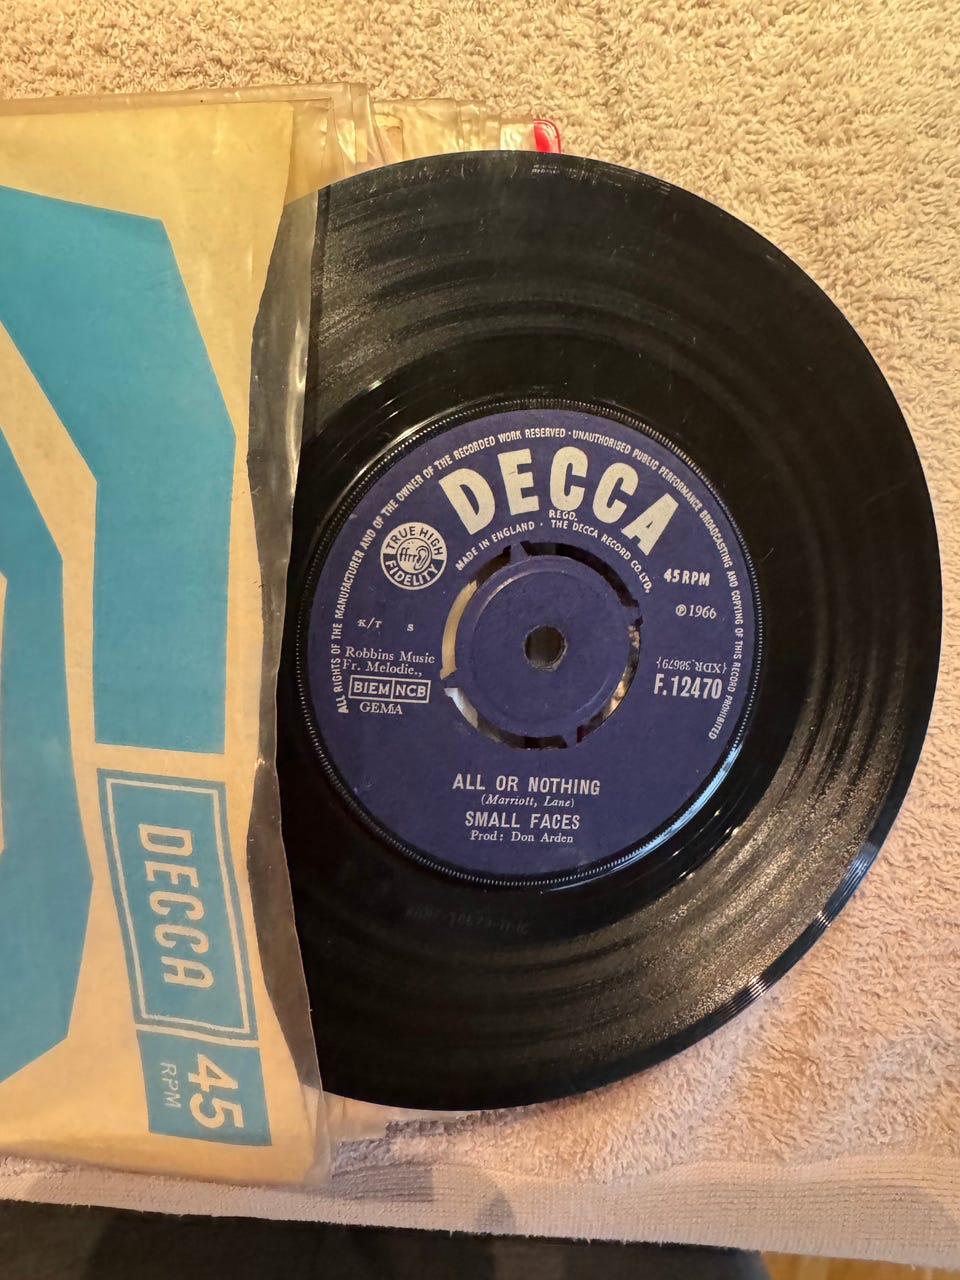 ALL RIGHTS OF THE MANUFACTURER AND OF THE OWNER OF THE RECORDED WORK RESERVED · UNAUTHORISED PUBLIC PERFORMANCE BROADCASTING AND COPYING OF THIS RECORD PROHIBITED
DECCA
REGD.
MADE IN ENGLAND · THE DECCA RECORD CO. LTD.
TRUE HIGH
ffrr
FIDELITY
45 RPM
℗ 1966
K/T S
Robbins Music
Fr. Melodie.,
BIEM NCB
GEMA
{XDR.38679}
F.12470
ALL OR NOTHING
(Marriott, Lane)
SMALL FACES
Prod: Don Arden
DECCA
45
RPM